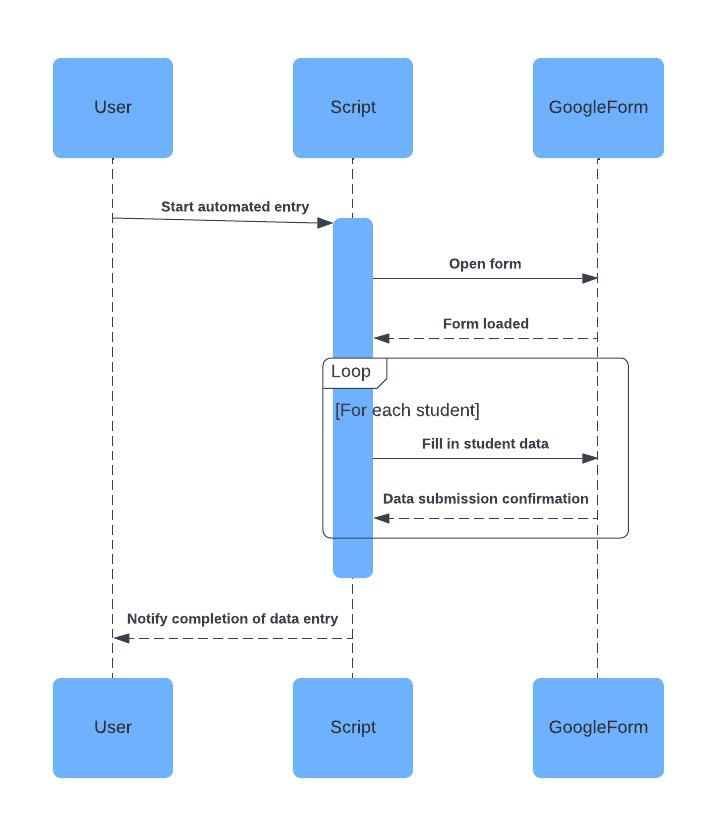 User
Script
GoogleForm
Start automated entry
Open form
Form loaded
Loop
[For each student]
Fill in student data
Data submission confirmation
Notify completion of data entry
User
Script
GoogleForm